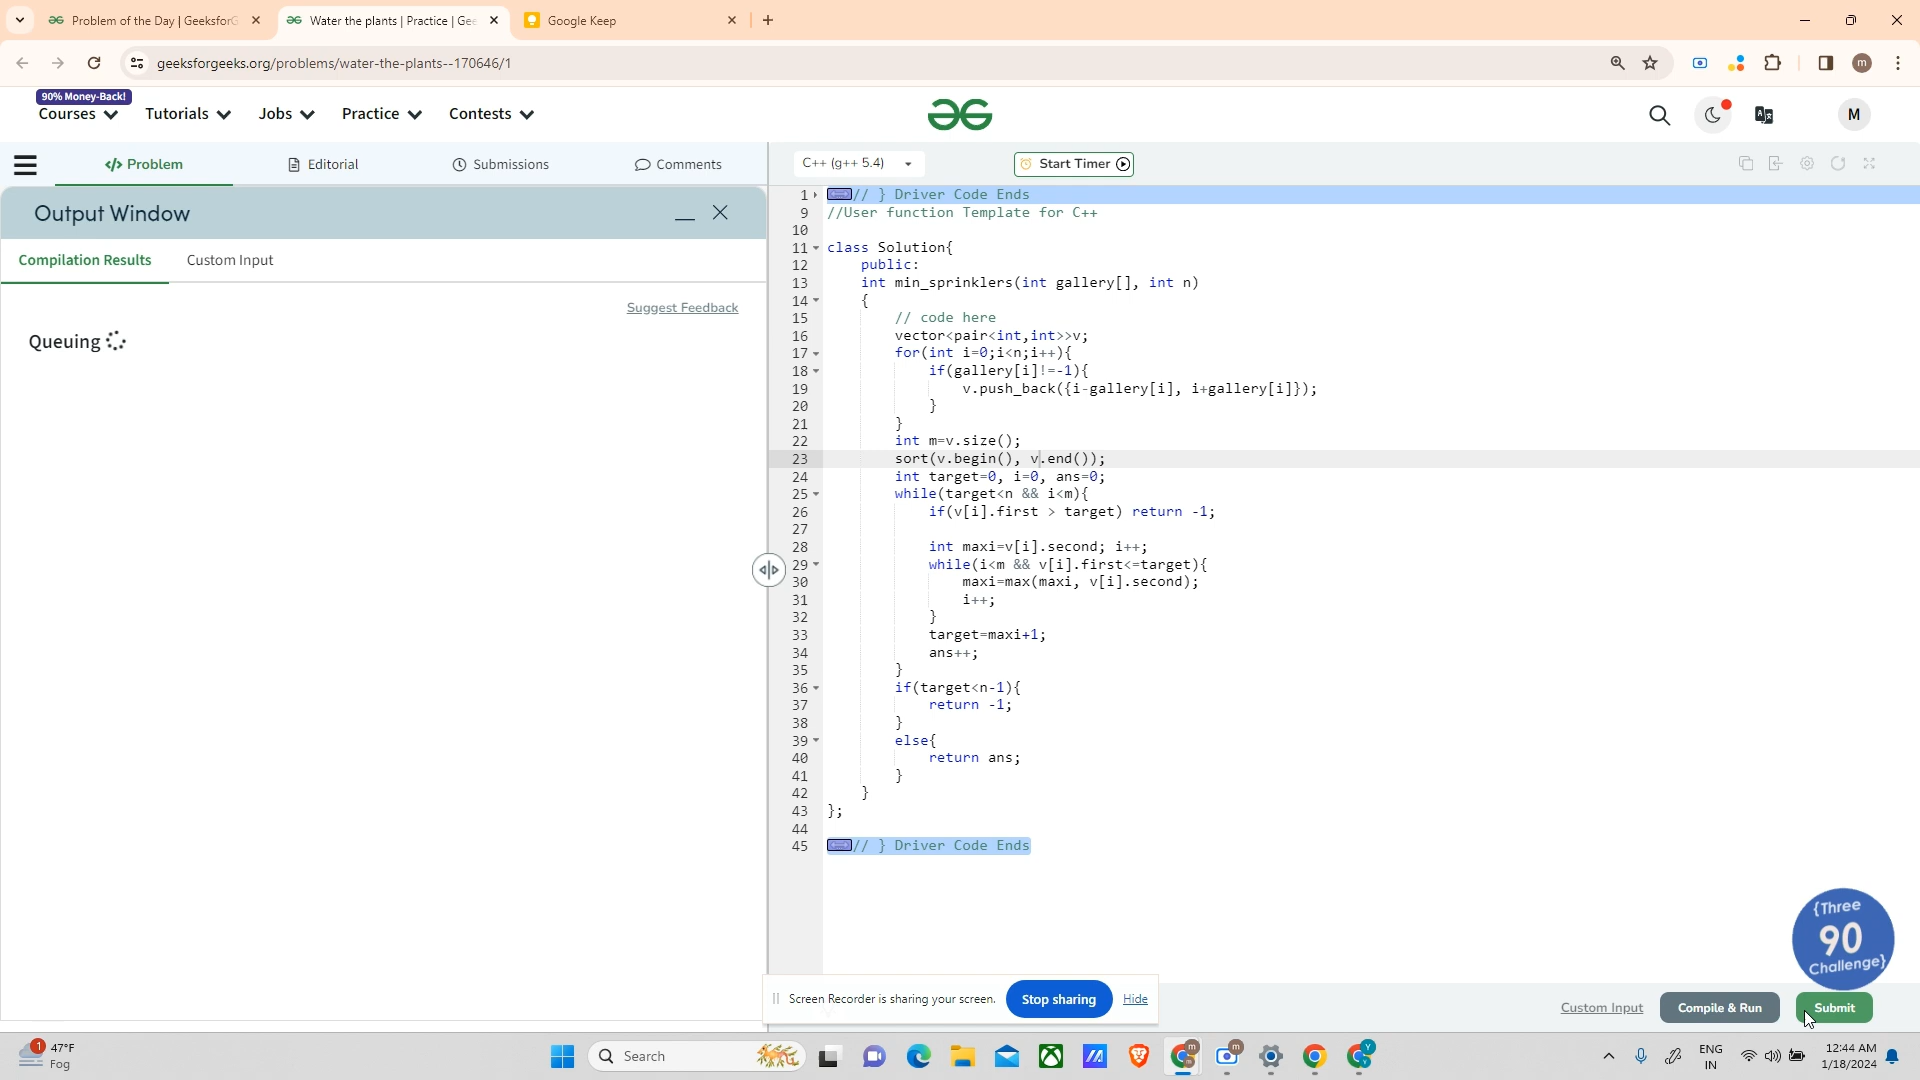 Problem of the Day | GeeksforG
Water the plants | Practice | Gee
Google Keep
geeksforgeeks.org/problems/water-the-plants--170646/1
m
90% Money-Back!
Courses
Tutorials
Jobs
Practice
Contests
M
</> Problem
Editorial
Submissions
Comments
C++ (g++ 5.4)
Start Timer
Output Window
Compilation Results
Custom Input
Suggest Feedback
Queuing
1 // } Driver Code Ends
9 //User function Template for C++
10
11 class Solution{
12 public:
13 int min_sprinklers(int gallery[], int n)
14 {
15 // code here
16 vector<pair<int,int>>v;
17 for(int i=0;i<n;i++){
18 if(gallery[i]!=-1){
19 v.push_back({i-gallery[i], i+gallery[i]});
20 }
21 }
22 int m=v.size();
23 sort(v.begin(), v.end());
24 int target=0, i=0, ans=0;
25 while(target<n && i<m){
26 if(v[i].first > target) return -1;
27
28 int maxi=v[i].second; i++;
29 while(i<m && v[i].first<=target){
30 maxi=max(maxi, v[i].second);
31 i++;
32 }
33 target=maxi+1;
34 ans++;
35 }
36 if(target<n-1){
37 return -1;
38 }
39 else{
40 return ans;
41 }
42 }
43 };
44
45 // } Driver Code Ends
{Three
90
Challenge}
Screen Recorder is sharing your screen.
Stop sharing
Hide
Custom Input
Compile & Run
Submit
1
47°F
Fog
Search
m
m
Y
ENG
IN
12:44 AM
1/18/2024